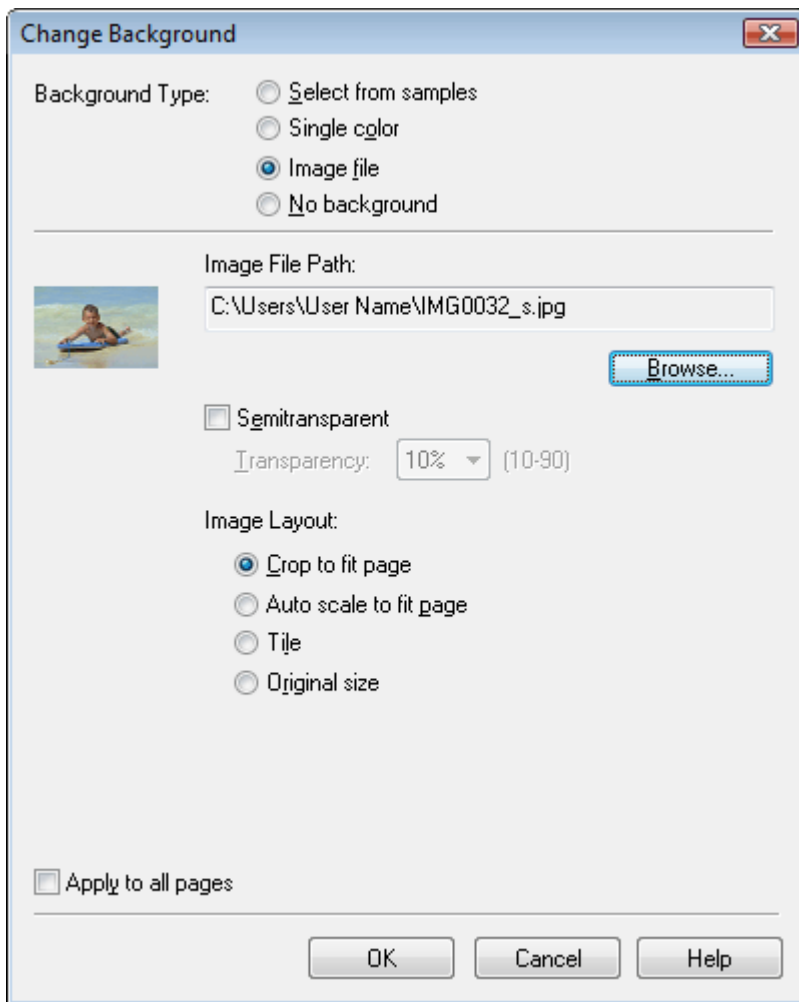 Change Background
Background Type:
Select from samples
Single color
Image file
No background
Image File Path:
C:\Users\User Name\IMG0032_s.jpg
Browse...
Semitransparent
Transparency: 10% (10-90)
Image Layout:
Crop to fit page
Auto scale to fit page
Tile
Original size
Apply to all pages
OK Cancel Help